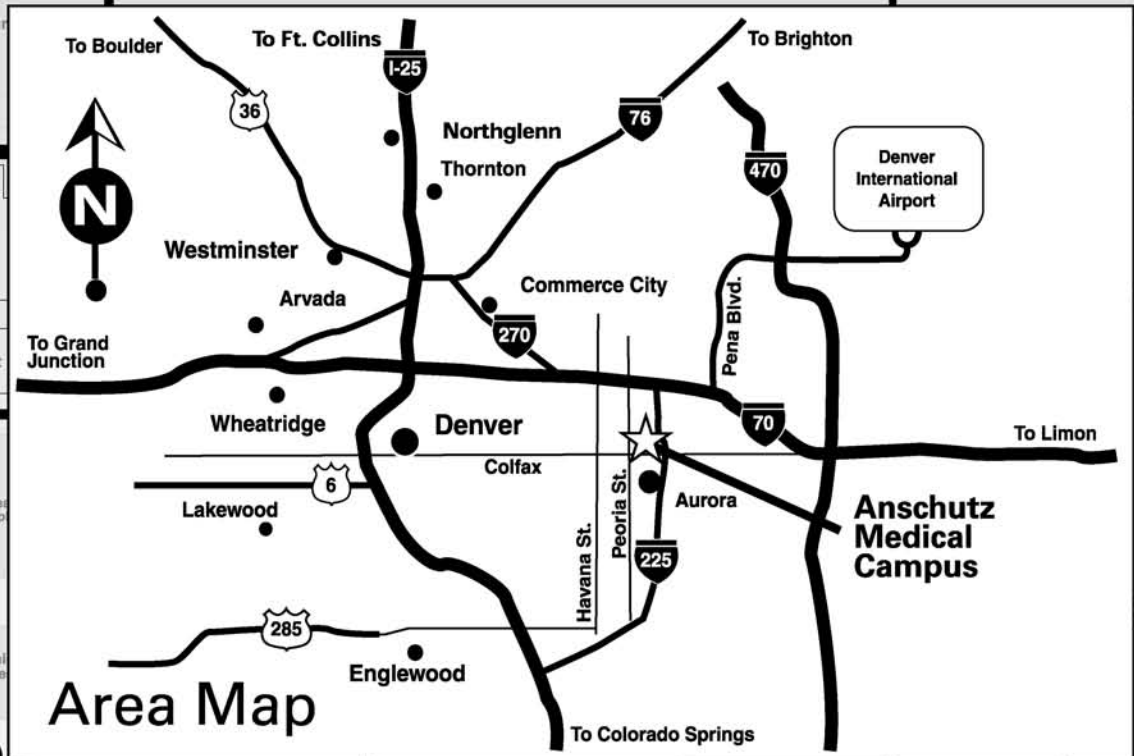 To Boulder
To Ft. Collins
I-25
To Brighton
36
76
Northglenn
Thornton
470
Denver
International
Airport
N
Westminster
Arvada
Commerce City
270
Pena Blvd.
To Grand
Junction
Wheatridge
Denver
70
To Limon
Colfax
6
Lakewood
Peoria St.
Aurora
Anschutz
Medical
Campus
Havana St.
225
285
Englewood
Area Map
To Colorado Springs